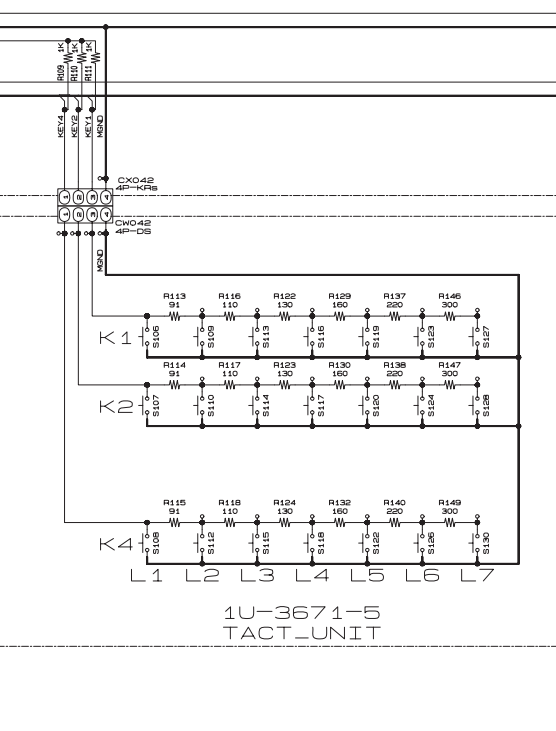 R109 1K R110 1K R111 1K
KEY4 KEY2 KEY1 MGND
CX042
4P-KRs
1 2 3 4
1 2 3 4
CW042
4P-DS
MGND
R113 R116 R122 R129 R137 R146
91 110 130 160 220 300
K1 S106 S109 S113 S116 S119 S123 S127
R114 R117 R123 R130 R138 R147
91 110 130 160 220 300
K2 S107 S110 S114 S117 S120 S124 S128
R115 R118 R124 R132 R140 R149
91 110 130 160 220 300
K4 S108 S112 S115 S118 S122 S126 S130
L1 L2 L3 L4 L5 L6 L7
1U-3671-5
TACT_UNIT